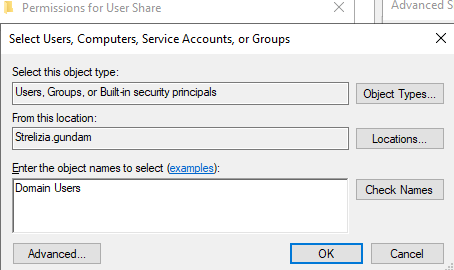 Permissions for User Share
Advanced S
Select Users, Computers, Service Accounts, or Groups
Select this object type:
Users, Groups, or Built-in security principals
Object Types...
From this location:
Strelizia.gundam
Locations...
Enter the object names to select (examples):
Domain Users
Check Names
Advanced...
OK
Cancel